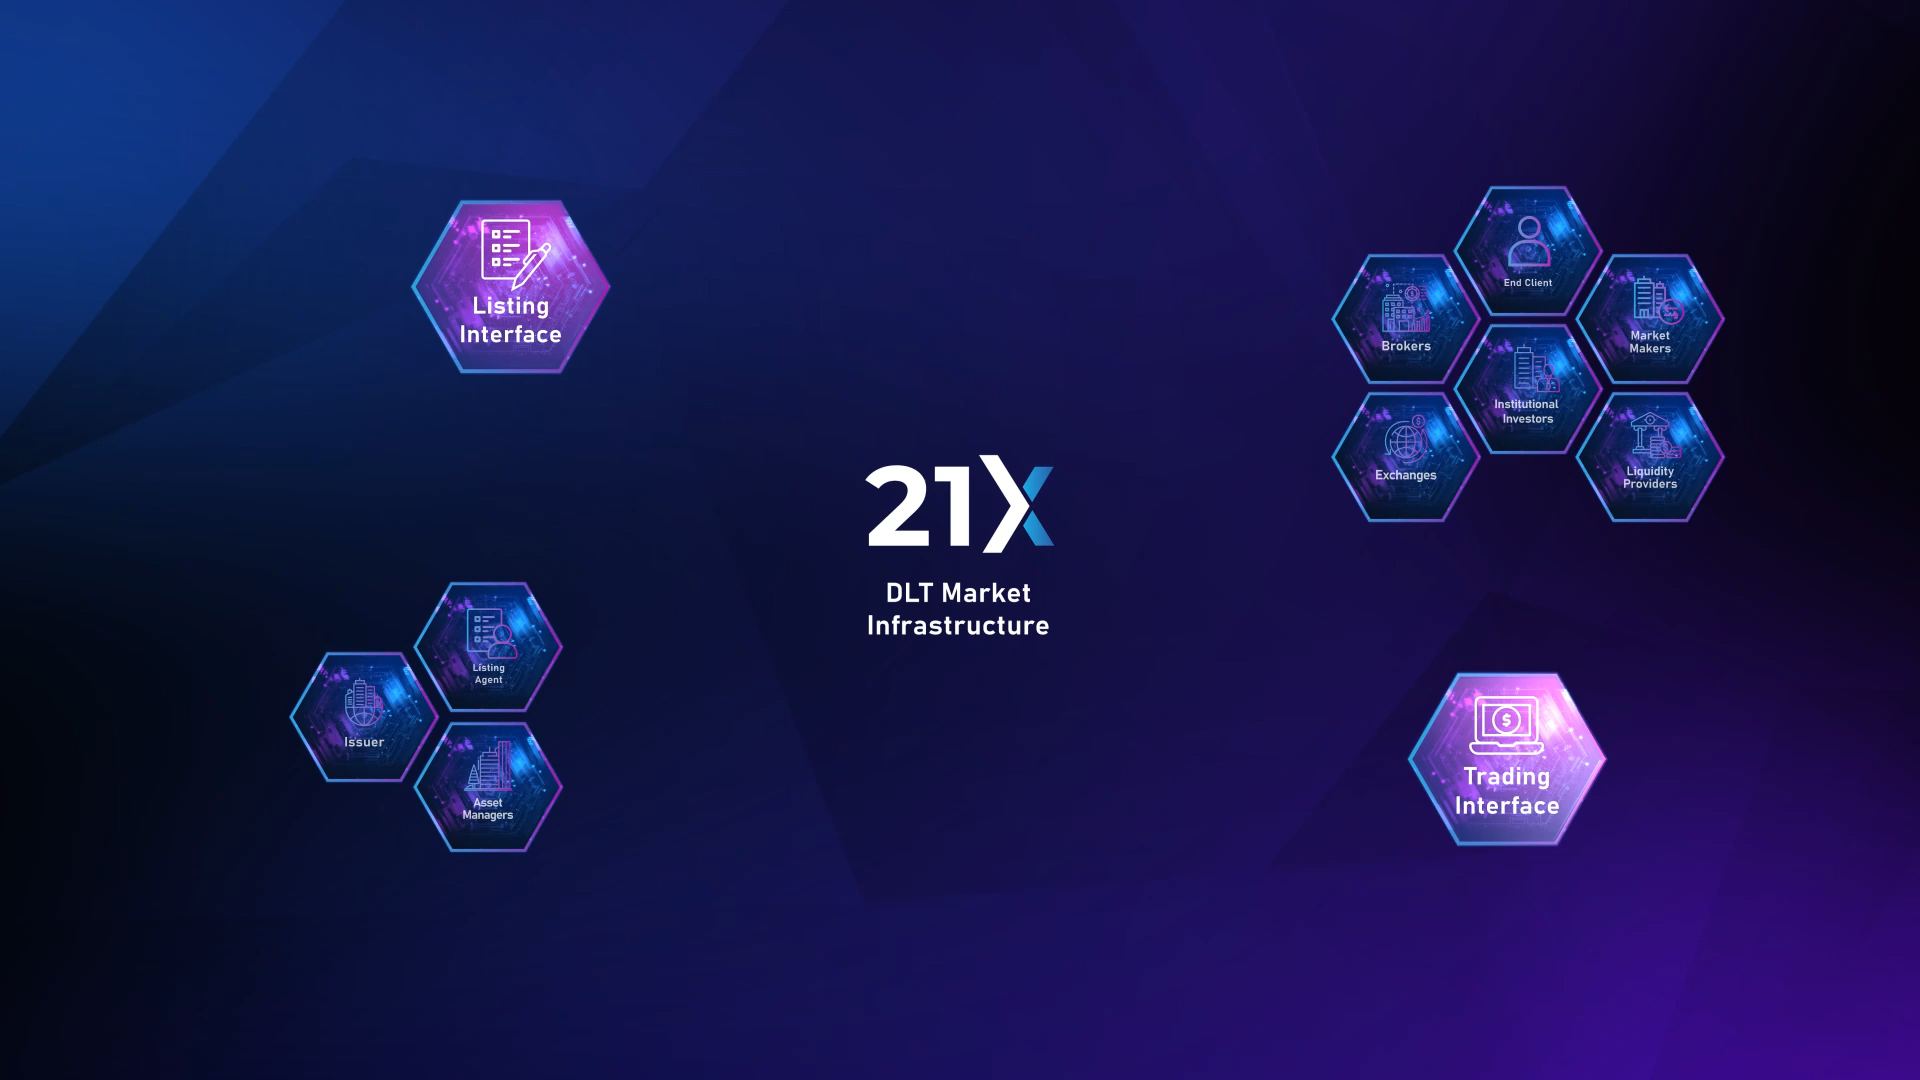 Listing
Interface
End Client
Brokers
Market
Makers
Institutional
Investors
Exchanges
Liquidity
Providers
21X
DLT Market
Infrastructure
Listing
Agent
Issuer
Asset
Managers
$
Trading
Interface